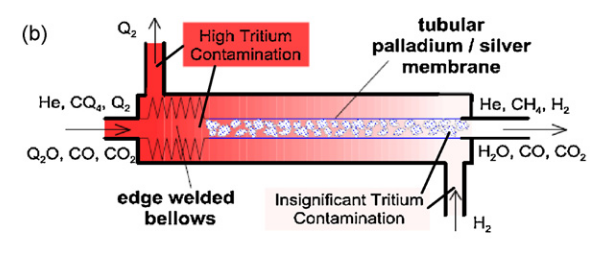 (b)
Q₂
High Tritium
Contamination
tubular
palladium / silver
membrane
He, CQ₄, Q₂
He, CH₄, H₂
Q₂O, CO, CO₂
H₂O, CO, CO₂
edge welded
bellows
Insignificant Tritium
Contamination
H₂